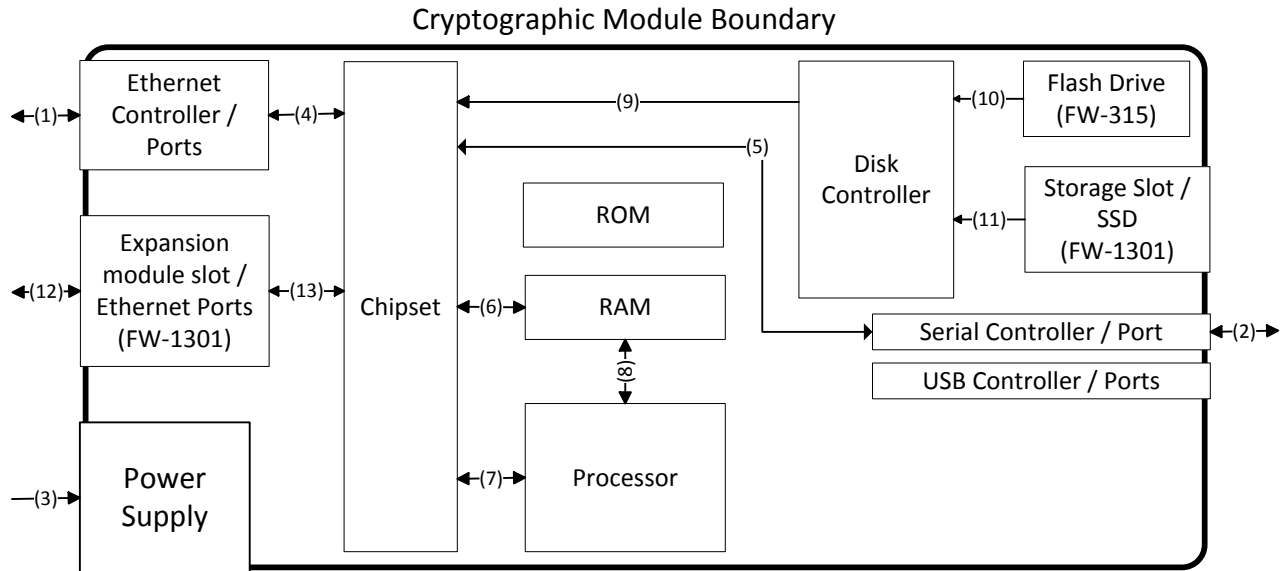 Cryptographic Module Boundary
Ethernet
Controller /
Ports
(1)
(4)
Chipset
(9)
(5)
Disk
Controller
(10)
Flash Drive
(FW-315)
(11)
Storage Slot /
SSD
(FW-1301)
ROM
Expansion
module slot /
Ethernet Ports
(FW-1301)
(12)
(13)
(6)
RAM
(8)
Serial Controller / Port
(2)
USB Controller / Ports
(7)
Processor
(3)
Power
Supply